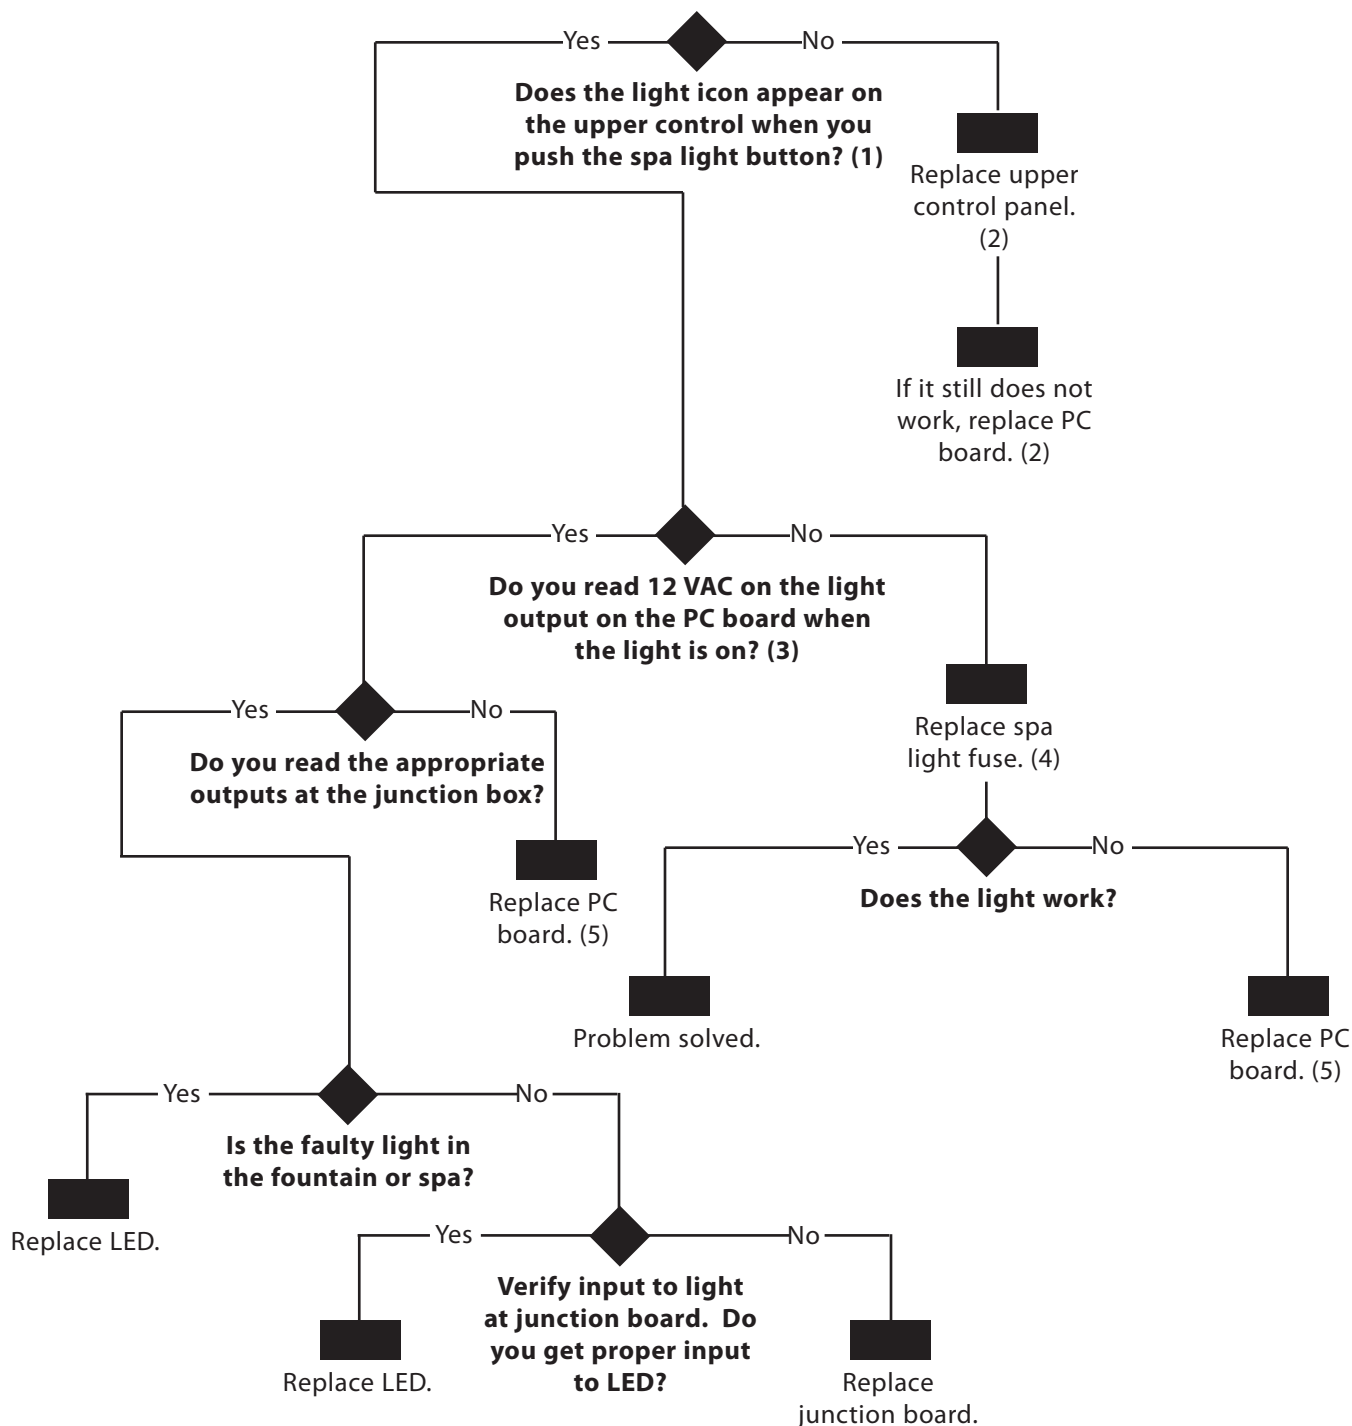 Yes
No
Does the light icon appear on
the upper control when you
push the spa light button? (1)
Replace upper
control panel.
(2)
If it still does not
work, replace PC
board. (2)
Yes
No
Do you read 12 VAC on the light
output on the PC board when
the light is on? (3)
Yes
No
Do you read the appropriate
outputs at the junction box?
Replace spa
light fuse. (4)
Replace PC
board. (5)
Yes
No
Does the light work?
Problem solved.
Replace PC
board. (5)
Yes
No
Is the faulty light in
the fountain or spa?
Replace LED.
Yes
No
Verify input to light
at junction board.  Do
you get proper input
to LED?
Replace LED.
Replace
junction board.